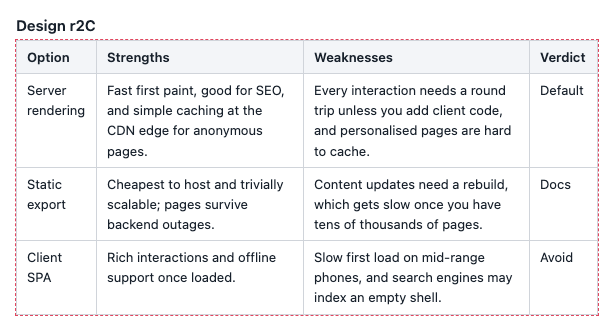 Design r2C
Option Strengths Weaknesses Verdict
Server rendering Fast first paint, good for SEO, and simple caching at the CDN edge for anonymous pages. Every interaction needs a round trip unless you add client code, and personalised pages are hard to cache. Default
Static export Cheapest to host and trivially scalable; pages survive backend outages. Content updates need a rebuild, which gets slow once you have tens of thousands of pages. Docs
Client SPA Rich interactions and offline support once loaded. Slow first load on mid-range phones, and search engines may index an empty shell. Avoid